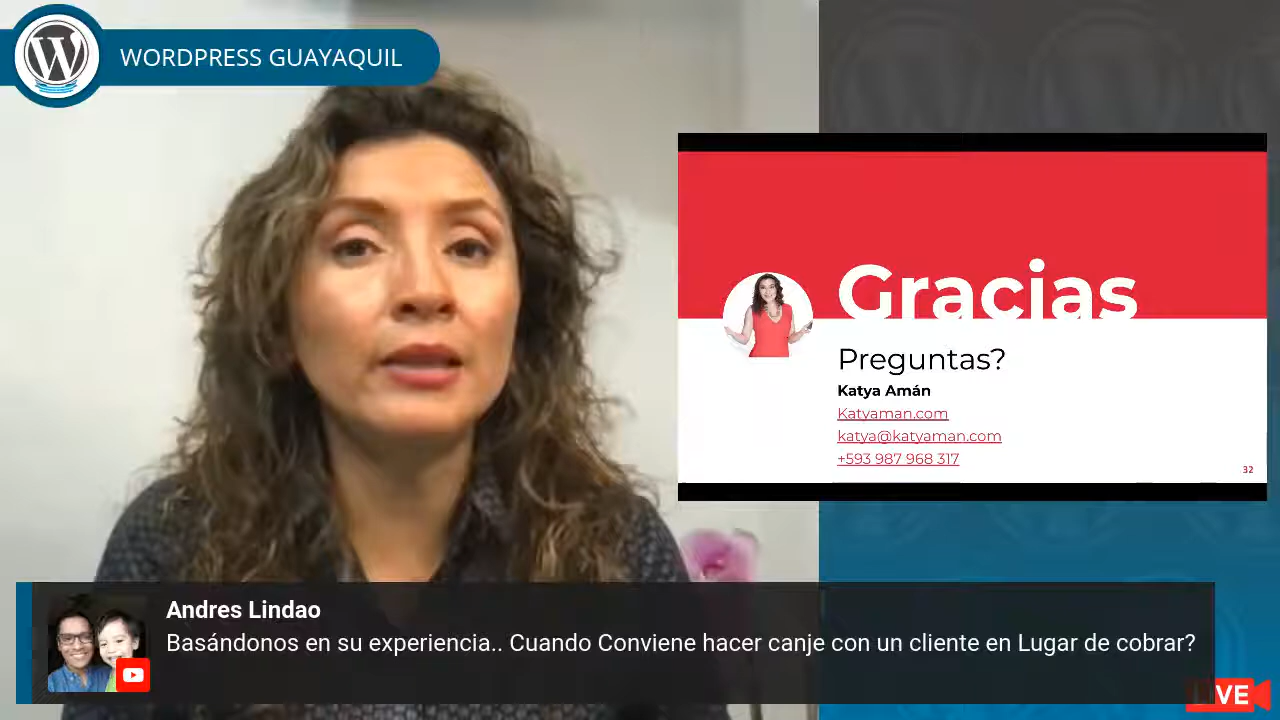 WORDPRESS GUAYAQUIL
Gracias
Preguntas?
Katya Amán
Katyaman.com
katya@katyaman.com
+593 987 968 317
32
Andres Lindao
Basándonos en su experiencia.. Cuando Conviene hacer canje con un cliente en Lugar de cobrar?
LIVE